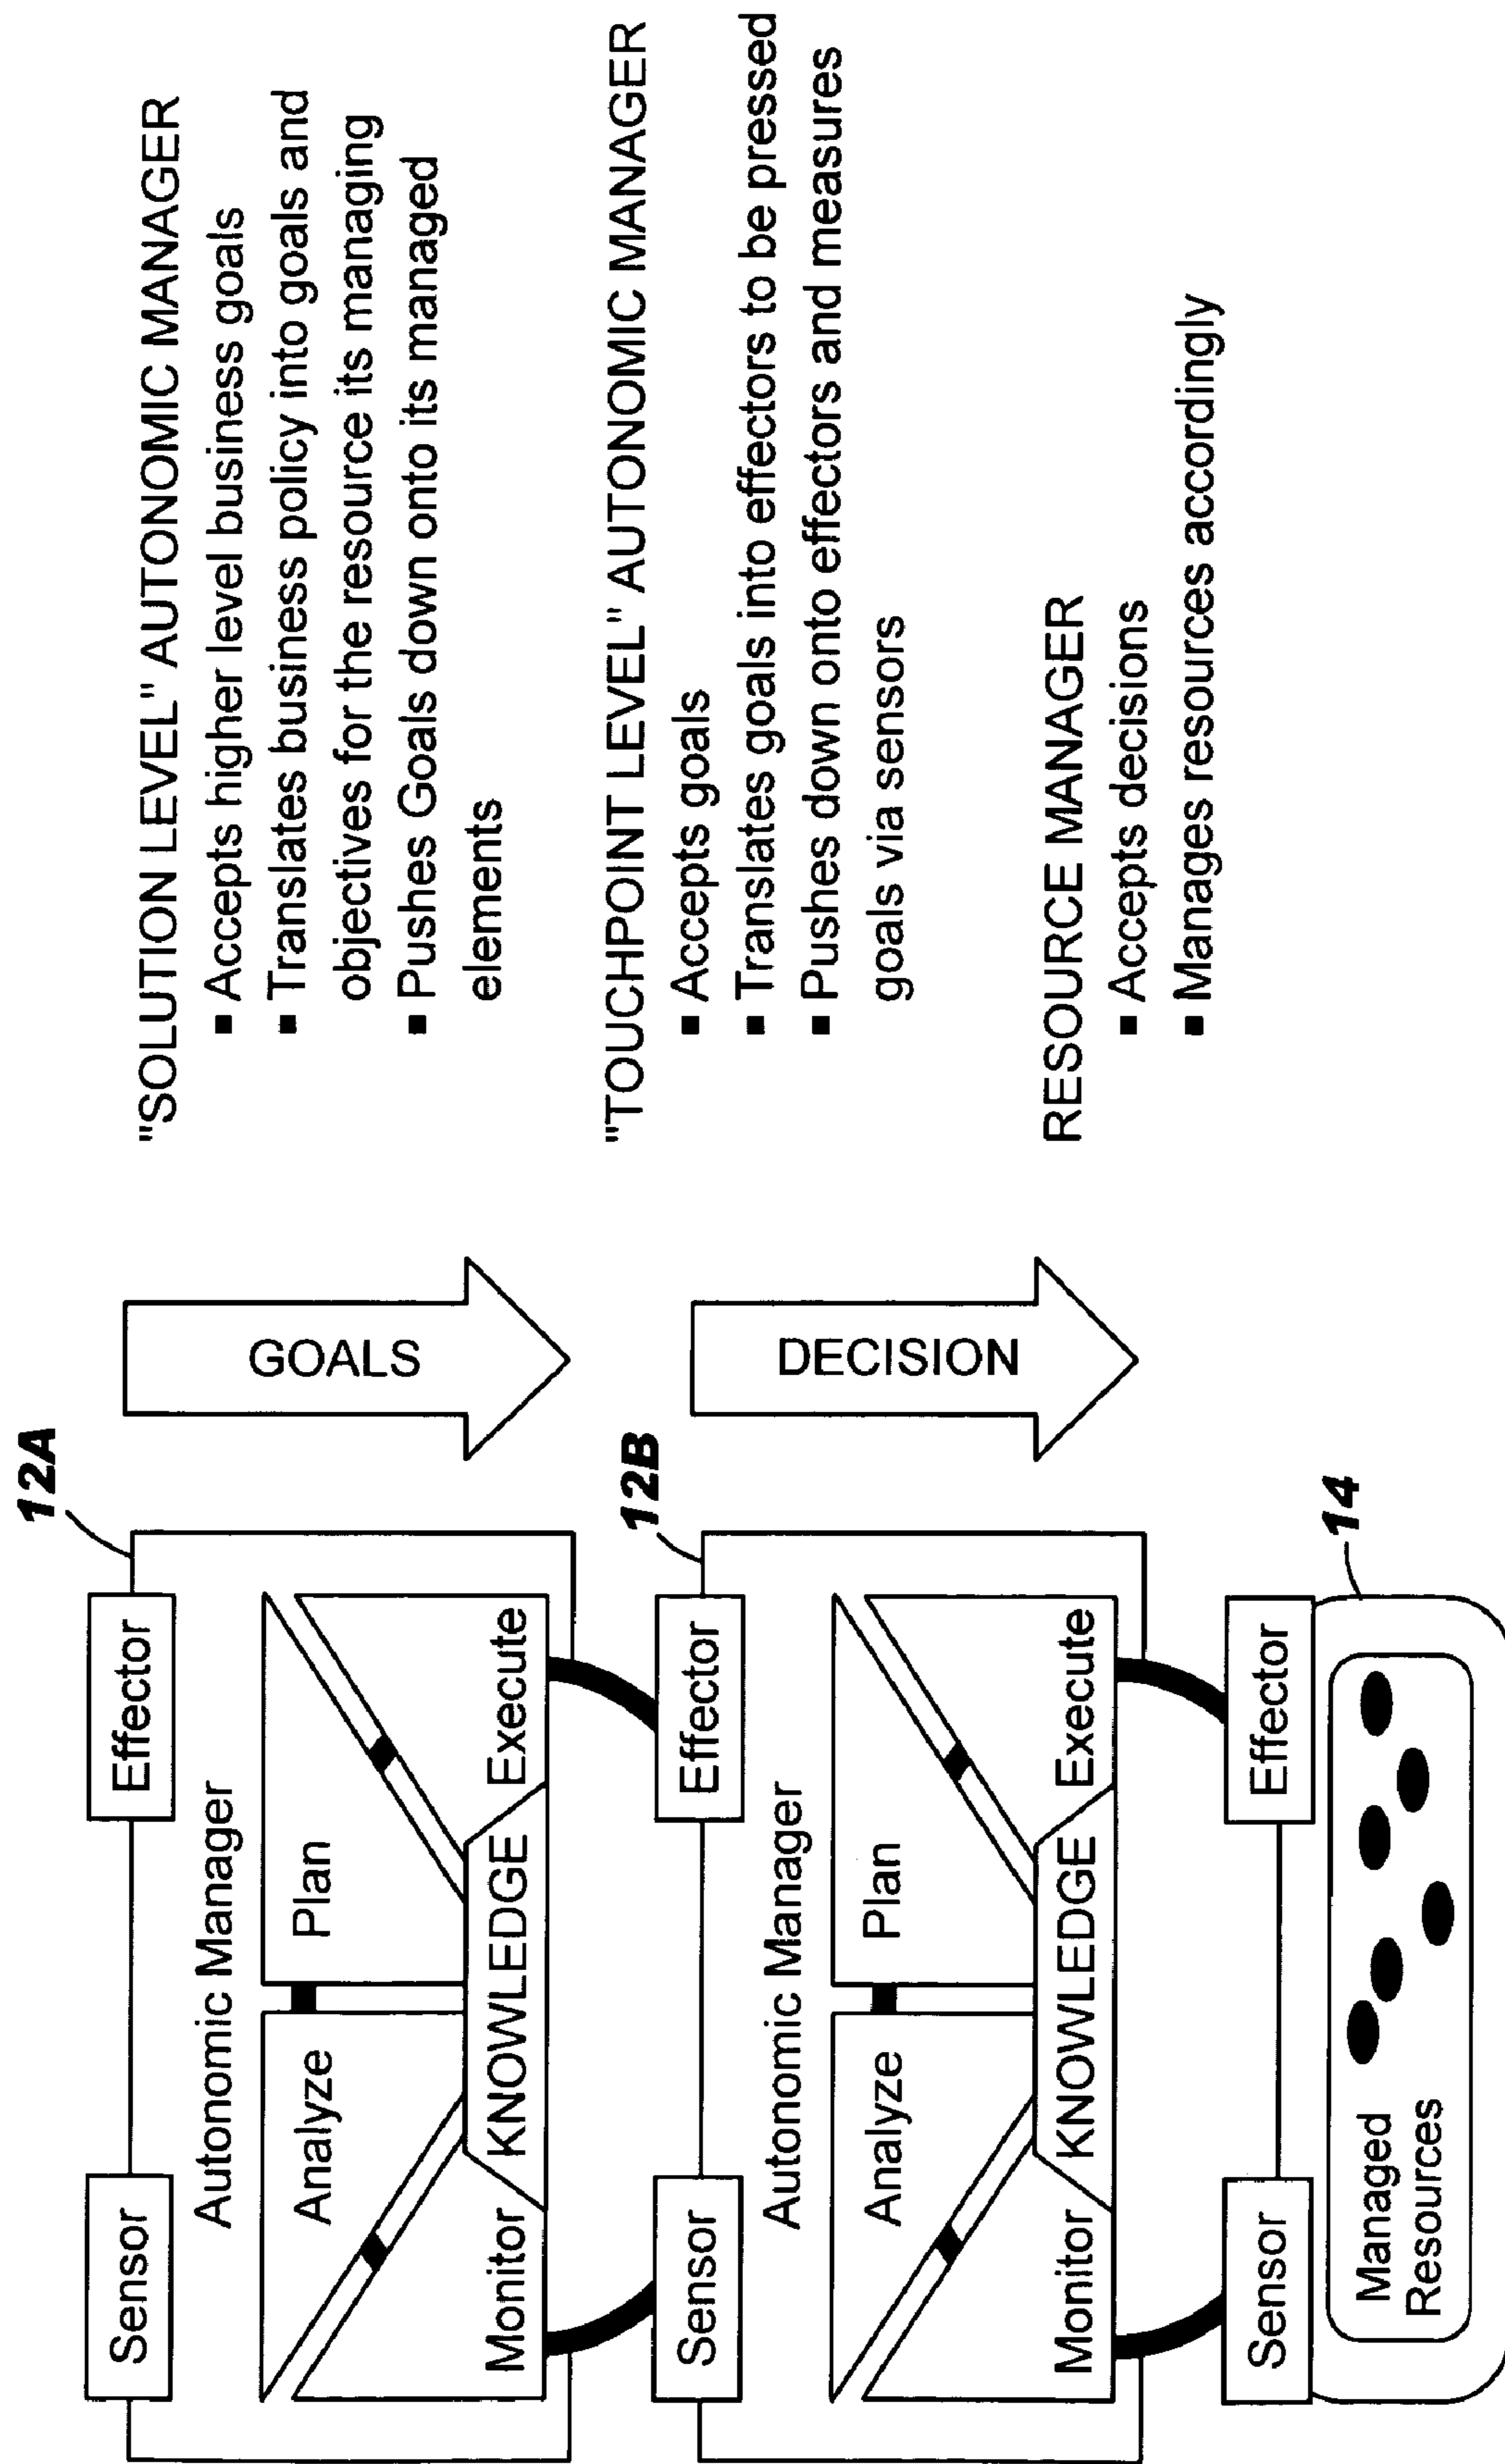 12A
Sensor
Effector
Autonomic Manager
Analyze
Plan
Monitor
KNOWLEDGE
Execute
GOALS
"SOLUTION LEVEL" AUTONOMIC MANAGER
▪ Accepts higher level business goals
▪ Translates business policy into goals and
objectives for the resource its managing
▪ Pushes Goals down onto its managed
elements
12B
Sensor
Effector
Autonomic Manager
Analyze
Plan
Monitor
KNOWLEDGE
Execute
DECISION
"TOUCHPOINT LEVEL" AUTONOMIC MANAGER
▪ Accepts goals
▪ Translates goals into effectors to be pressed
▪ Pushes down onto effectors and measures
goals via sensors
Sensor
Effector
14
Managed
Resources
RESOURCE MANAGER
▪ Accepts decisions
▪ Manages resources accordingly